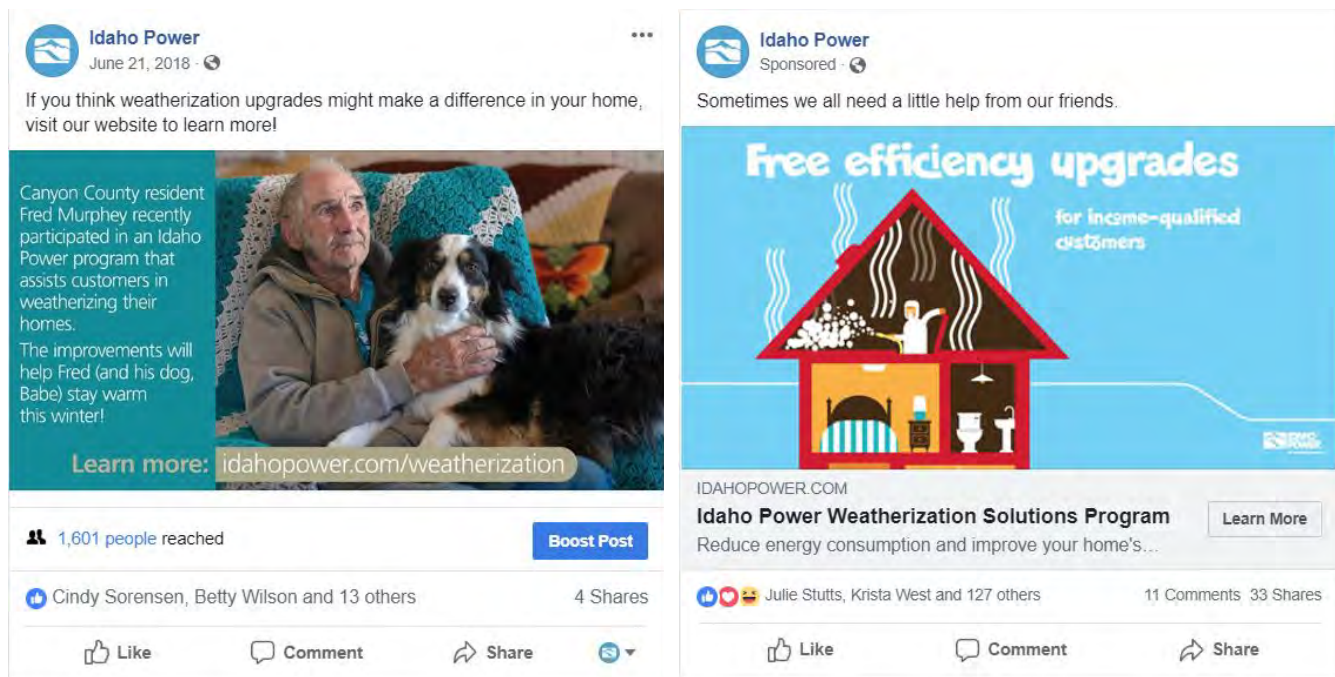 Idaho Power
June 21, 2018
If you think weatherization upgrades might make a difference in your home,
visit our website to learn more!
Canyon County resident
Fred Murphey recently
participated in an Idaho
Power program that
assists customers in
weatherizing their
homes.
The improvements will
help Fred (and his dog,
Babe) stay warm
this winter!
Learn more: idahopower.com/weatherization
1,601 people reached
Boost Post
Cindy Sorensen, Betty Wilson and 13 others
4 Shares
Like Comment Share
Idaho Power
Sponsored
Sometimes we all need a little help from our friends.
Free efficiency upgrades
for income-qualified
customers
IDAHO
POWER
IDAHOPOWER.COM
Idaho Power Weatherization Solutions Program
Learn More
Reduce energy consumption and improve your home's...
Julie Stutts, Krista West and 127 others
11 Comments 33 Shares
Like Comment Share